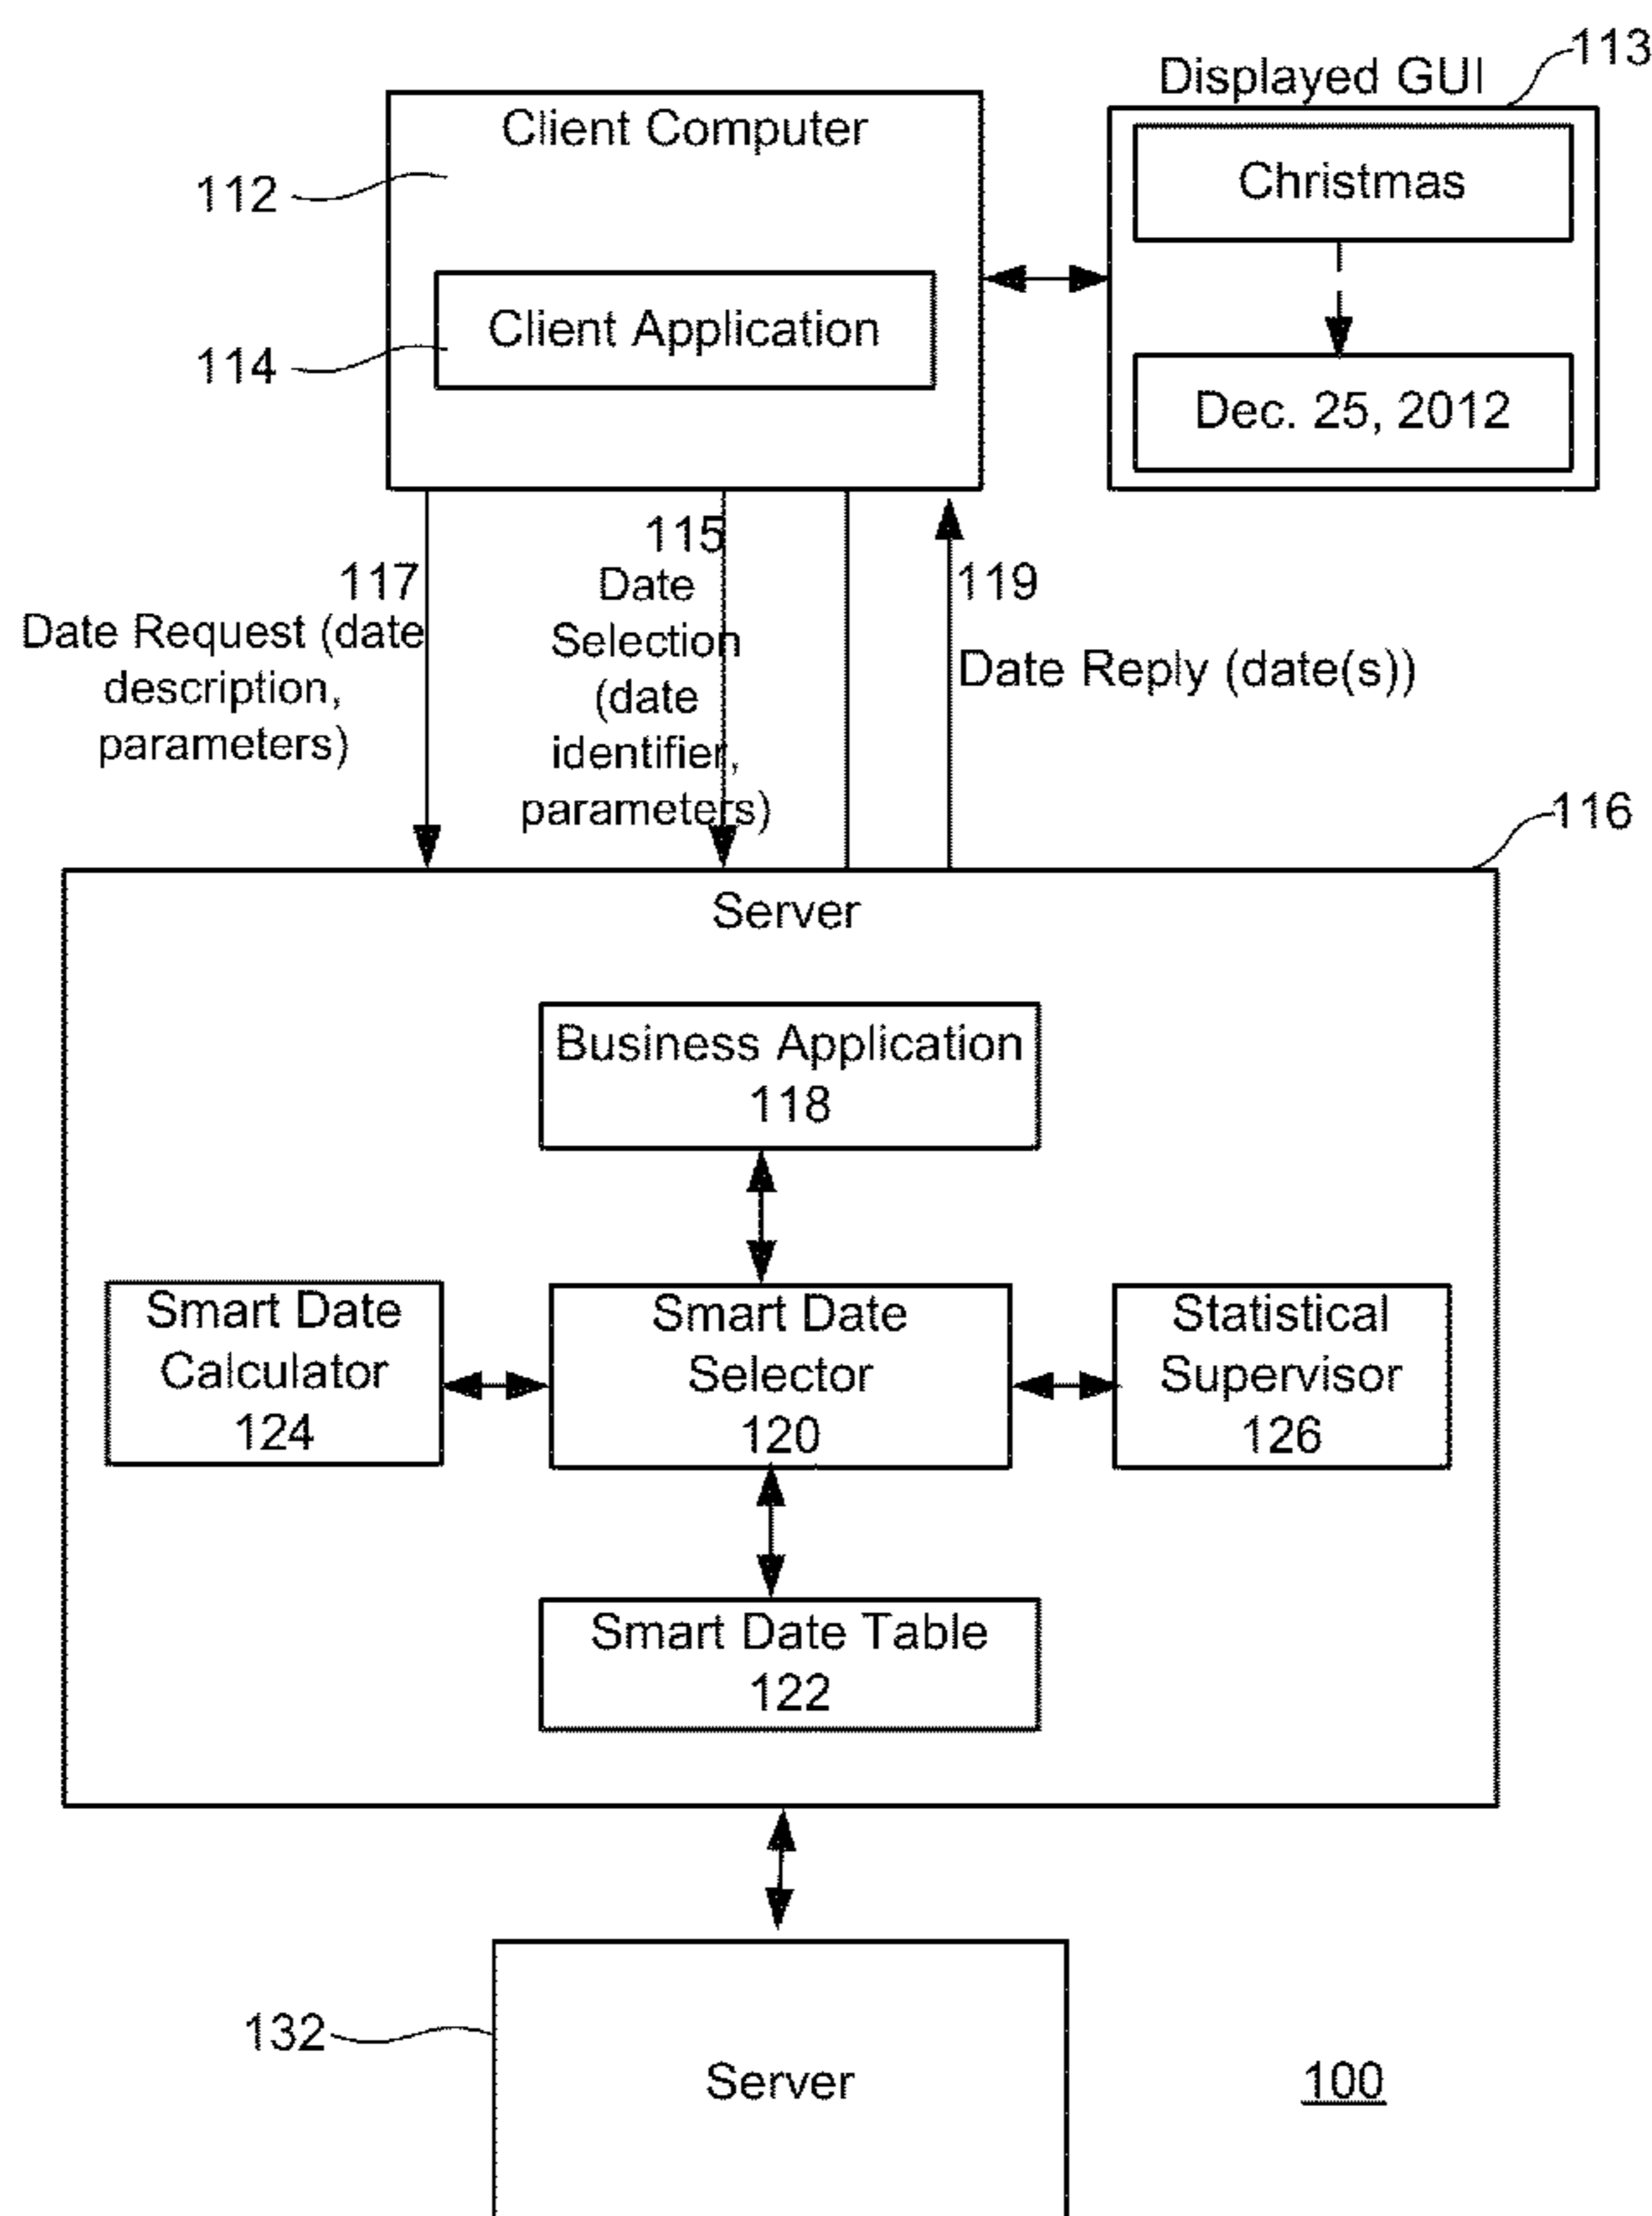 113
Displayed GUI
Client Computer
112
Christmas
Client Application
114
Dec. 25, 2012
115
117
Date
119
Date Request (date
Selection
Date Reply (date(s))
description,
(date
parameters)
identifier,
parameters)
116
Server
Business Application
118
Smart Date
Calculator
124
Smart Date
Selector
120
Statistical
Supervisor
126
Smart Date Table
122
132
Server
100